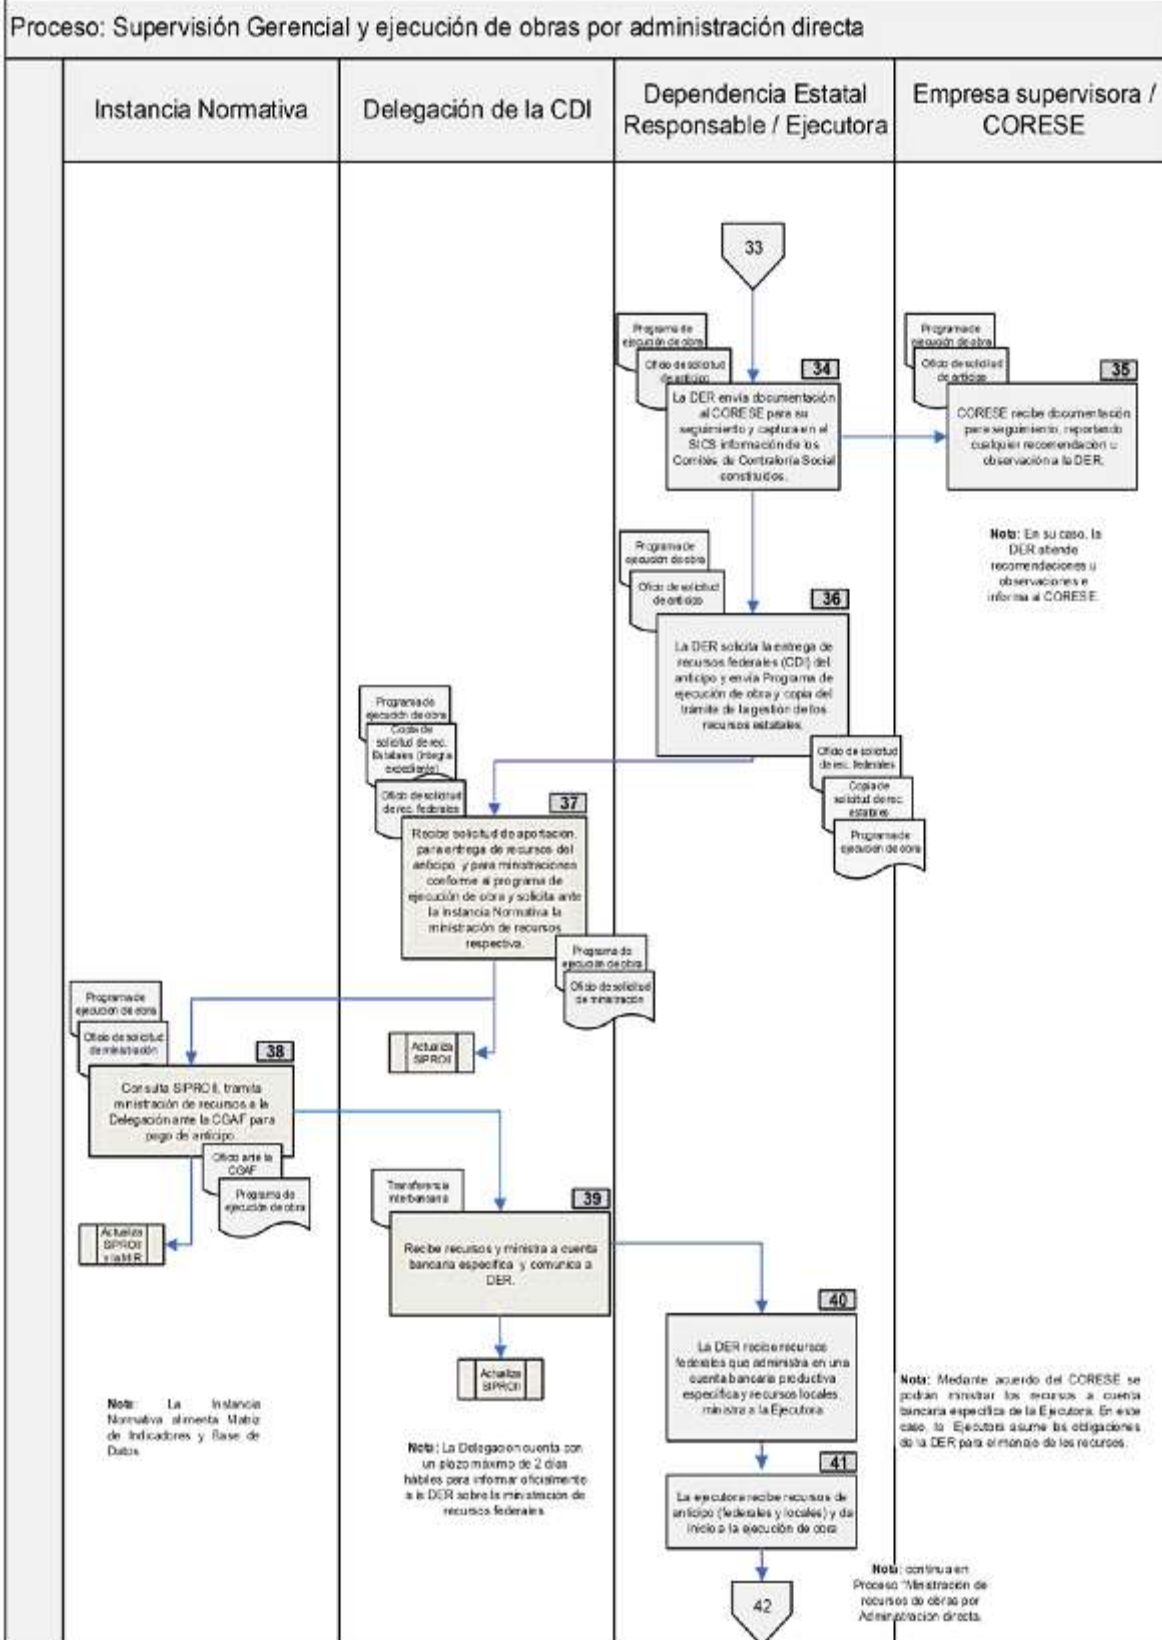 Proceso: Supervisión Gerencial y ejecución de obras por administración directa
Instancia Normativa
Delegación de la CDI
Dependencia Estatal
Responsable / Ejecutora
Empresa supervisora /
CORESE
33
Programa de
ejecución de obra
Oficio de solicitud
de anticipo
34
La DER envía documentación
al CORESE para su
seguimiento y captura en el
SICS información de los
Comités de Contraloría Social
constituidos.
Programa de
ejecución de obra
Oficio de solicitud
de anticipo
35
CORESE recibe documentación
para seguimiento, reportando
cualquier recomendación u
observación a la DER.
Nota: En su caso, la
DER atiende
recomendaciones u
observaciones e
informa al CORESE.
Programa de
ejecución de obra
Oficio de solicitud
de anticipo
36
La DER solicita la entrega de
recursos federales (CDI) del
anticipo y envía Programa de
ejecución de obra y copia del
trámite de la gestión de los
recursos estatales.
Oficio de solicitud
de rec. federales
Copia de
solicitud de rec.
estatales
Programa de
ejecución de obra
Programa de
ejecución de obra
Copia de
solicitud de rec.
Estatales (integra
expediente)
Oficio de solicitud
de rec. federales
37
Recibe solicitud de aportación,
para entrega de recursos del
anticipo y para ministraciones
conforme al programa de
ejecución de obra y solicita ante
la Instancia Normativa la
ministración de recursos
respectiva.
Programa de
ejecución de obra
Oficio de solicitud
de ministración
Actualiza
SIPROII
Programa de
ejecución de obra
Oficio de solicitud
de ministración
38
Consulta SIPROII, tramita
ministración de recursos a la
Delegación ante la CGAF para
pago de anticipo.
Oficio ante la
CGAF
Programa de
ejecución de obra
Actualiza
SIPROII
y la MIR
Transferencia
interbancaria
39
Recibe recursos y ministra a cuenta
bancaria específica y comunica a
DER.
Actualiza
SIPROII
40
La DER recibe recursos
federales que administra en una
cuenta bancaria productiva
específica y recursos locales,
ministra a la Ejecutora
Nota: Mediante acuerdo del CORESE se
podrán ministrar los recursos a cuenta
bancaria específica de la Ejecutora. En este
caso, la Ejecutora asume las obligaciones
de la DER para el manejo de los recursos.
Nota: La Instancia
Normativa alimenta Matriz
de Indicadores y Base de
Datos
Nota: La Delegación cuenta con
un plazo máximo de 2 días
hábiles para informar oficialmente
a la DER sobre la ministración de
recursos federales
41
La ejecutora recibe recursos de
anticipo (federales y locales) y da
inicio a la ejecución de obra
42
Nota: continua en
Proceso "Ministración de
recursos de obras por
Administración directa.